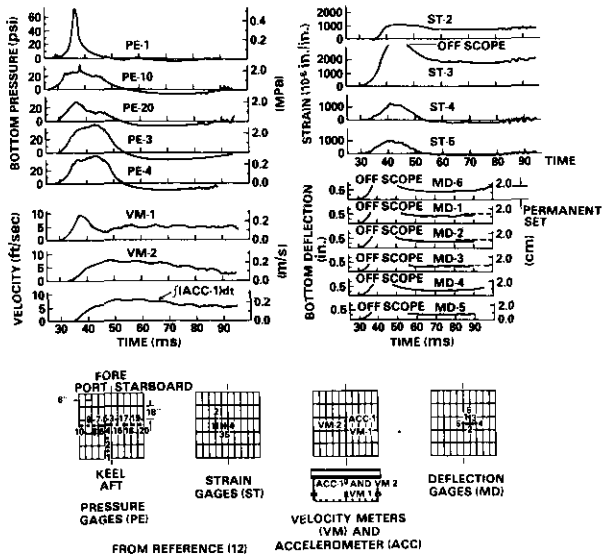 BOTTOM PRESSURE (psi)
60
40
20
0
PE-1
0.4
0.2
20
0
PE-10
2.0
0.0
(MPa)
20
0
PE-20
20
0
PE-3
2.0
0.0
20
0
PE-4
0.2
0.0
VELOCITY (ft/sec)
10
5
0
VM-1
0.2
0.0
10
5
0
VM-2
(m/s)
10
5
0
∫(ACC-1)dt
0.2
0.0
30 40 50 60 70 80 90
TIME (ms)
STRAIN (10⁻⁶ in./in.)
2000
1000
0
ST-2
OFF SCOPE
2000
0
ST-3
1000
0
ST-4
1000
0
ST-5
30 40 50 60 70 80 90 TIME
BOTTOM DEFLECTION (in.)
0.5 OFF SCOPE MD-6 2.0
0.5 OFF SCOPE MD-1 2.0 PERMANENT SET
0.5 OFF SCOPE MD-2 2.0
(cm)
0.5 OFF SCOPE MD-3 2.0
0.5 OFF SCOPE MD-4 2.0
0.5 OFF SCOPE MD-5 2.0
0.0
30 40 50 60 70 80 90
TIME (ms)
FORE
PORT STARBOARD
6"
18"
KEEL
AFT
PRESSURE
GAGES (PE)
STRAIN
GAGES (ST)
VM-2
ACC-1
VM-1
ACC-1 AND VM 2
VM 1
VELOCITY METERS
(VM) AND
ACCELEROMETER (ACC)
DEFLECTION
GAGES (MD)
FROM REFERENCE (12)